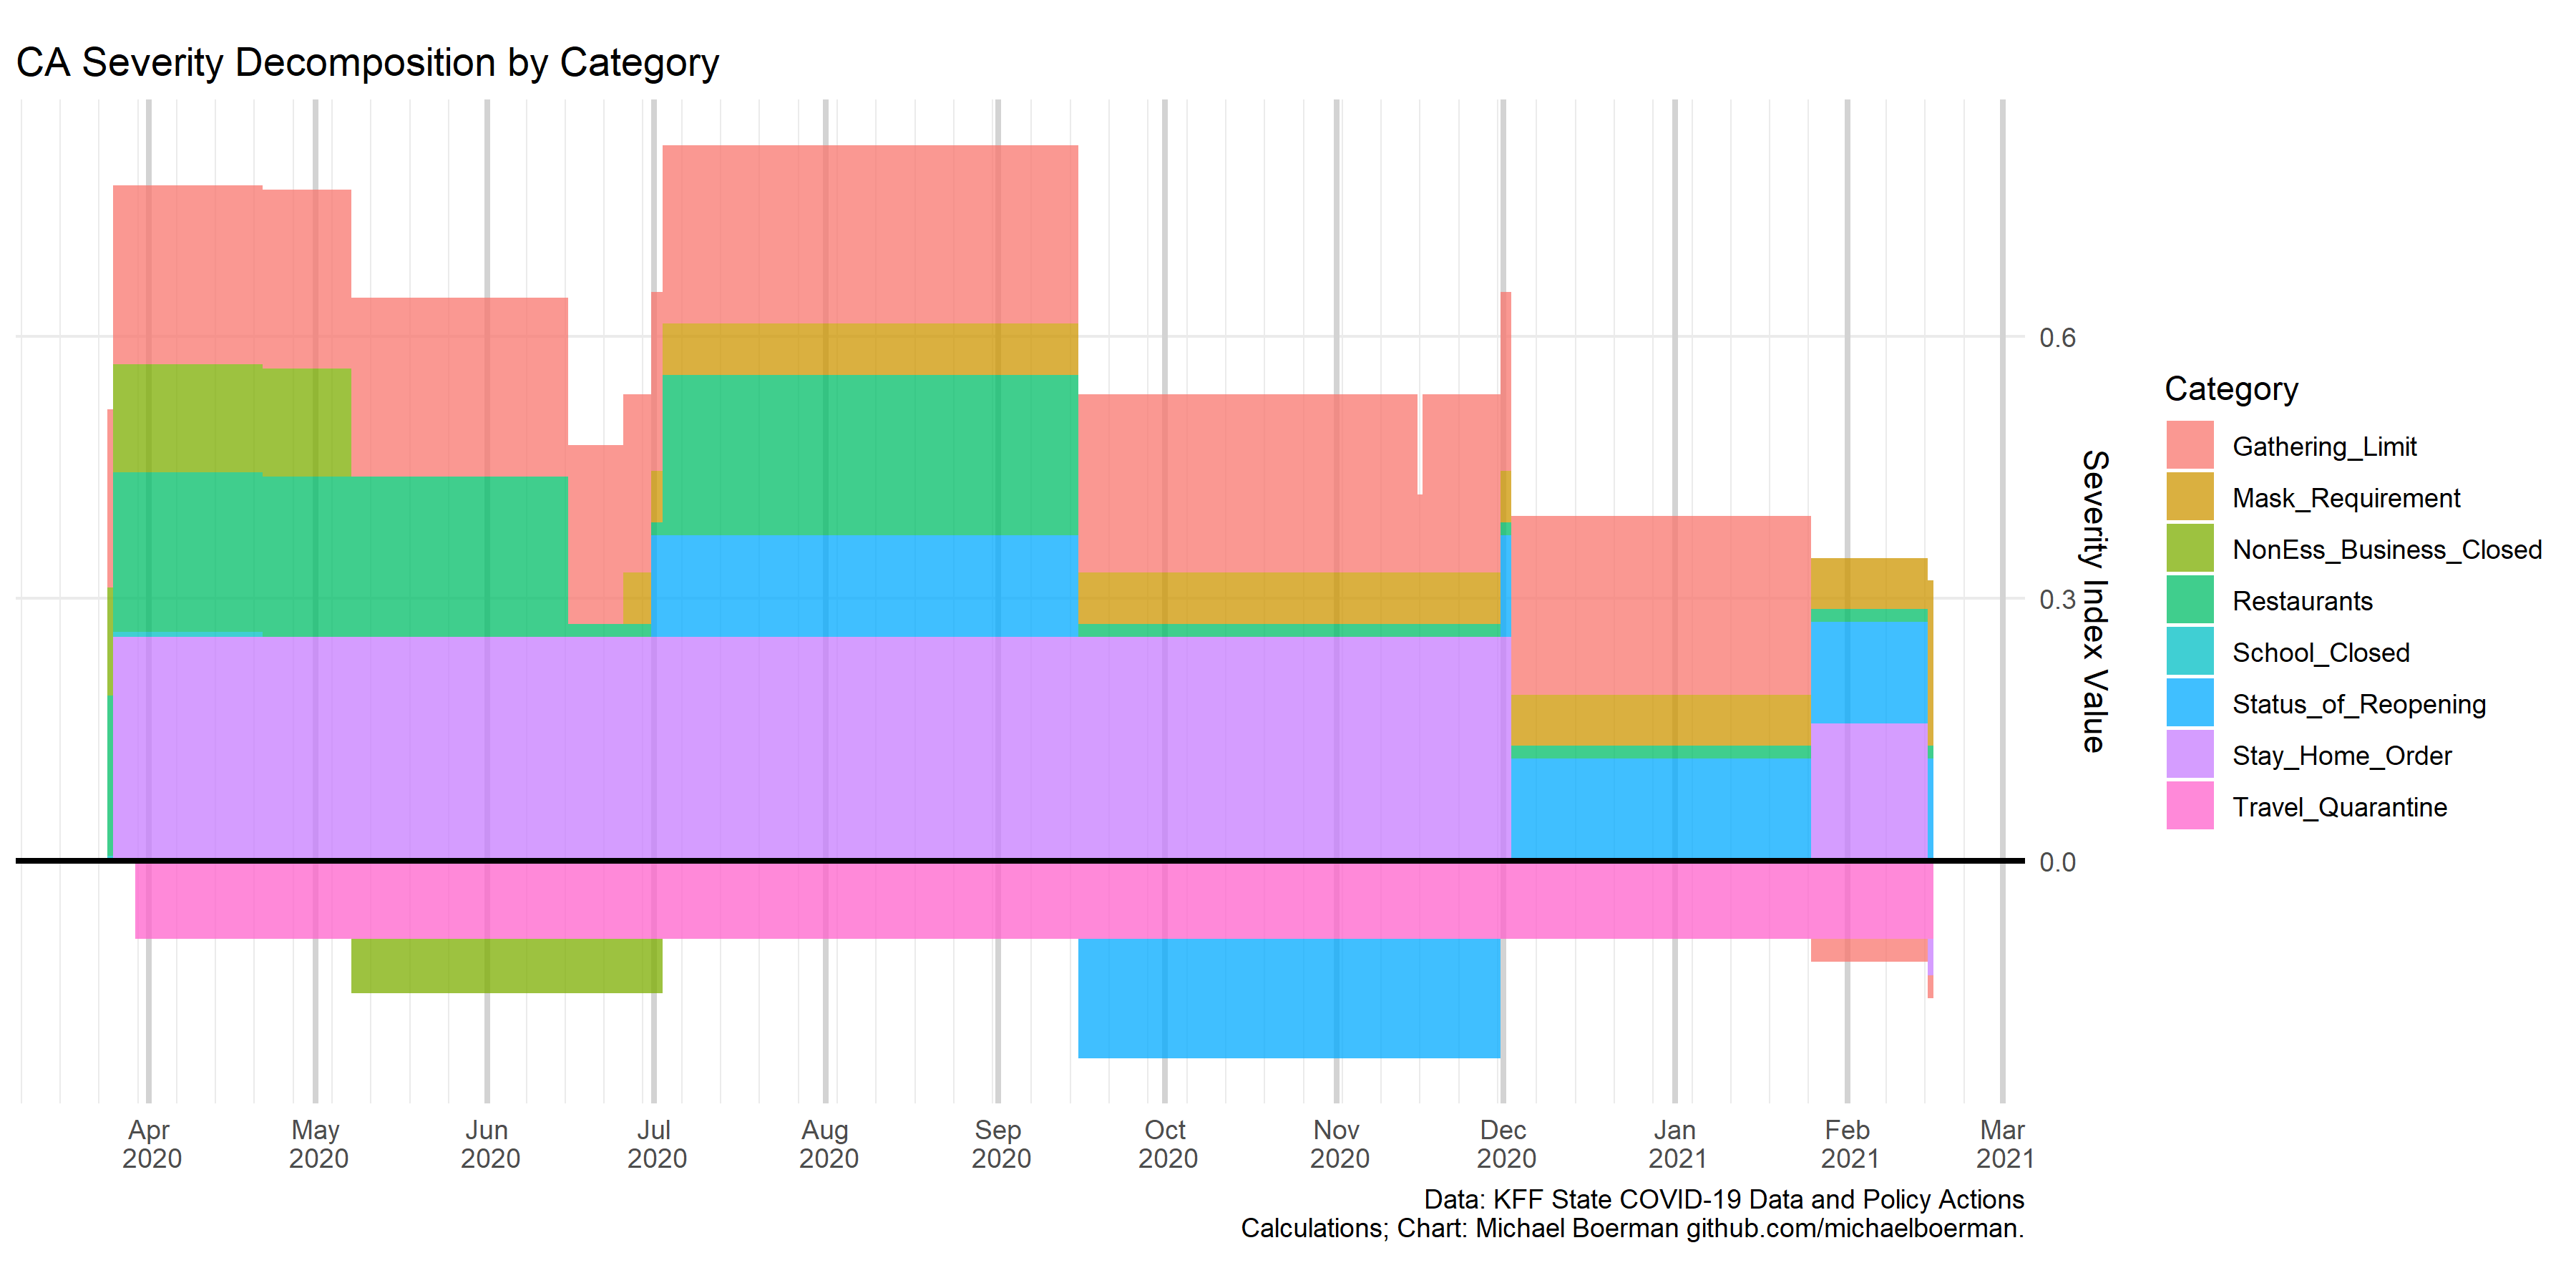 CA Severity Decomposition by Category
0.6
0.3
0.0
Severity Index Value
Category
Gathering_Limit
Mask_Requirement
NonEss_Business_Closed
Restaurants
School_Closed
Status_of_Reopening
Stay_Home_Order
Travel_Quarantine
Apr May Jun Jul Aug Sep Oct Nov Dec Jan Feb Mar
2020 2020 2020 2020 2020 2020 2020 2020 2020 2021 2021 2021
Data: KFF State COVID-19 Data and Policy Actions
Calculations; Chart: Michael Boerman github.com/michaelboerman.